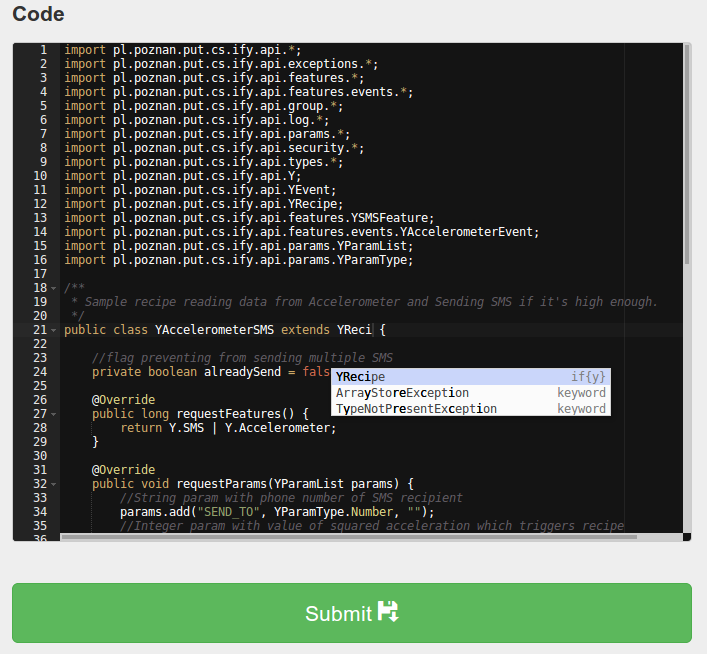 Code
1 import pl.poznan.put.cs.ify.api.*;
2 import pl.poznan.put.cs.ify.api.exceptions.*;
3 import pl.poznan.put.cs.ify.api.features.*;
4 import pl.poznan.put.cs.ify.api.features.events.*;
5 import pl.poznan.put.cs.ify.api.group.*;
6 import pl.poznan.put.cs.ify.api.log.*;
7 import pl.poznan.put.cs.ify.api.params.*;
8 import pl.poznan.put.cs.ify.api.security.*;
9 import pl.poznan.put.cs.ify.api.types.*;
10 import pl.poznan.put.cs.ify.api.Y;
11 import pl.poznan.put.cs.ify.api.YEvent;
12 import pl.poznan.put.cs.ify.api.YRecipe;
13 import pl.poznan.put.cs.ify.api.features.YSMSFeature;
14 import pl.poznan.put.cs.ify.api.features.events.YAccelerometerEvent;
15 import pl.poznan.put.cs.ify.api.params.YParamList;
16 import pl.poznan.put.cs.ify.api.params.YParamType;
17
18 /**
19 * Sample recipe reading data from Accelerometer and Sending SMS if it's high enough.
20 */
21 public class YAccelerometerSMS extends YReci {
22
23 //flag preventing from sending multiple SMS
24 private boolean alreadySend = fals
YRecipe if{y}
25
ArrayStoreException keyword
26 @Override
TypeNotPresentException keyword
27 public long requestFeatures() {
28 return Y.SMS | Y.Accelerometer;
29 }
30
31 @Override
32 public void requestParams(YParamList params) {
33 //String param with phone number of SMS recipient
34 params.add("SEND_TO", YParamType.Number, "");
35 //Integer param with value of squared acceleration which triggers recipe
36
Submit